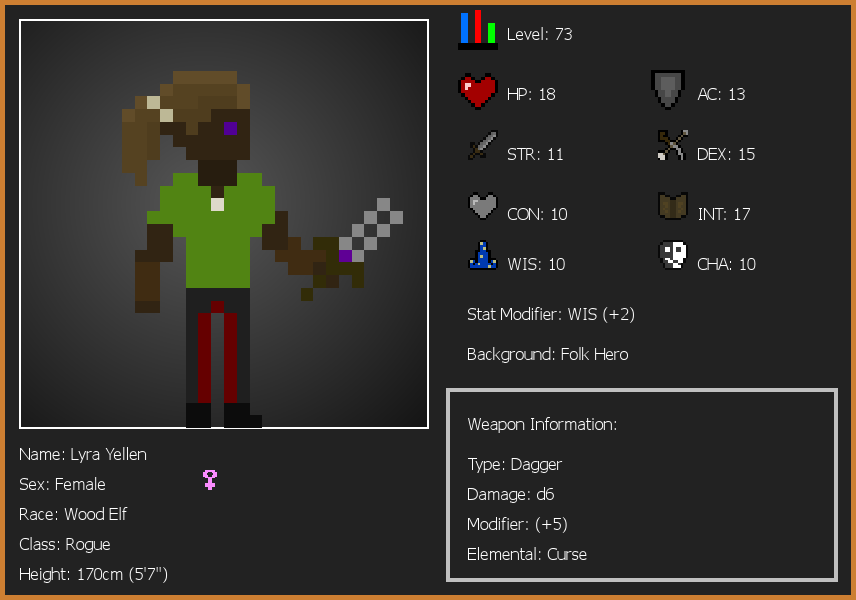 Level: 73
HP: 18
AC: 13
STR: 11
DEX: 15
CON: 10
INT: 17
WIS: 10
CHA: 10
Stat Modifier: WIS (+2)
Background: Folk Hero
Weapon Information:
Type: Dagger
Damage: d6
Modifier: (+5)
Elemental: Curse
Name: Lyra Yellen
Sex: Female
Race: Wood Elf
Class: Rogue
Height: 170cm (5'7")